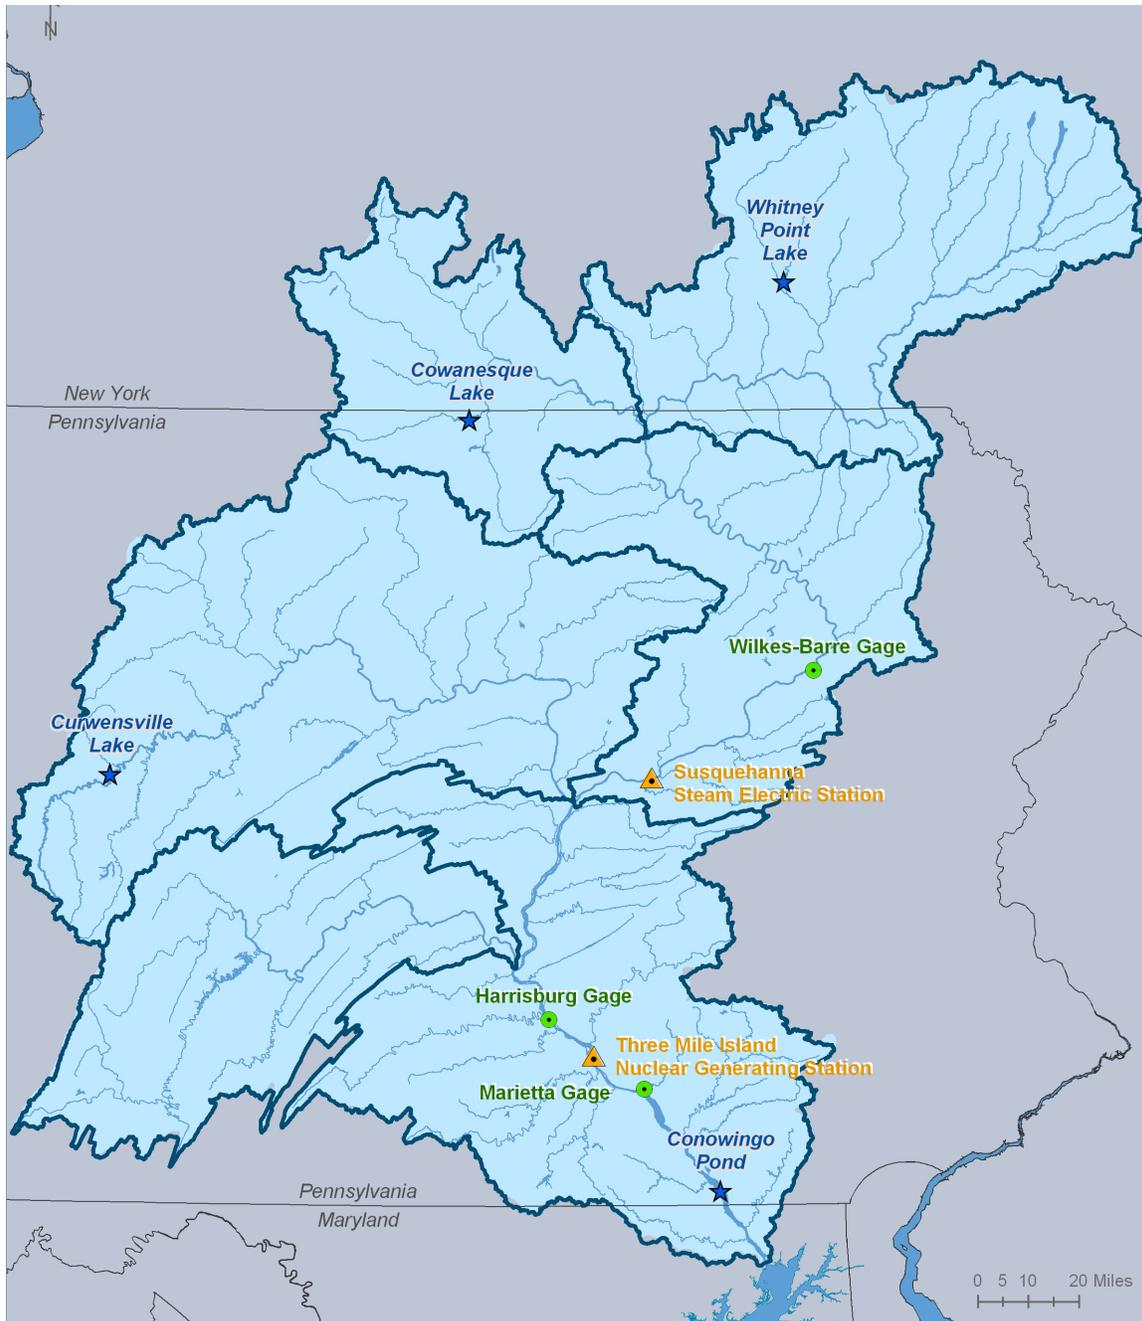 N
Whitney
Point
Lake
Cowanesque
Lake
New York
Pennsylvania
Wilkes-Barre Gage
Curwensville
Lake
Susquehanna
Steam Electric Station
Harrisburg Gage
Three Mile Island
Nuclear Generating Station
Marietta Gage
Conowingo
Pond
Pennsylvania
Maryland
0 5 10 20 Miles